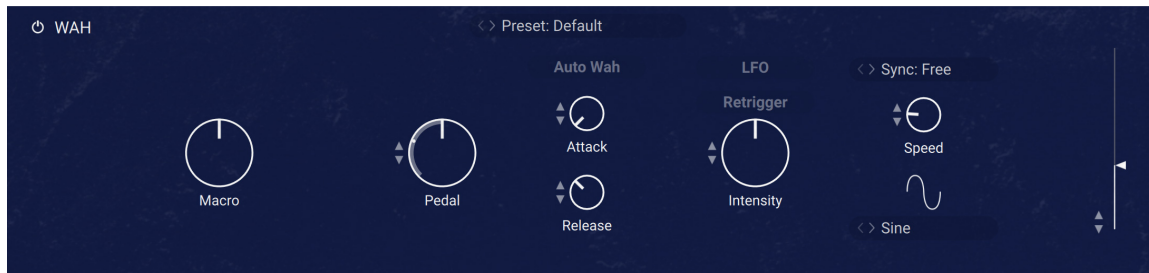 WAH
Preset: Default
Auto Wah
LFO
Sync: Free
Retrigger
Attack
Speed
Macro
Pedal
Intensity
Release
Sine